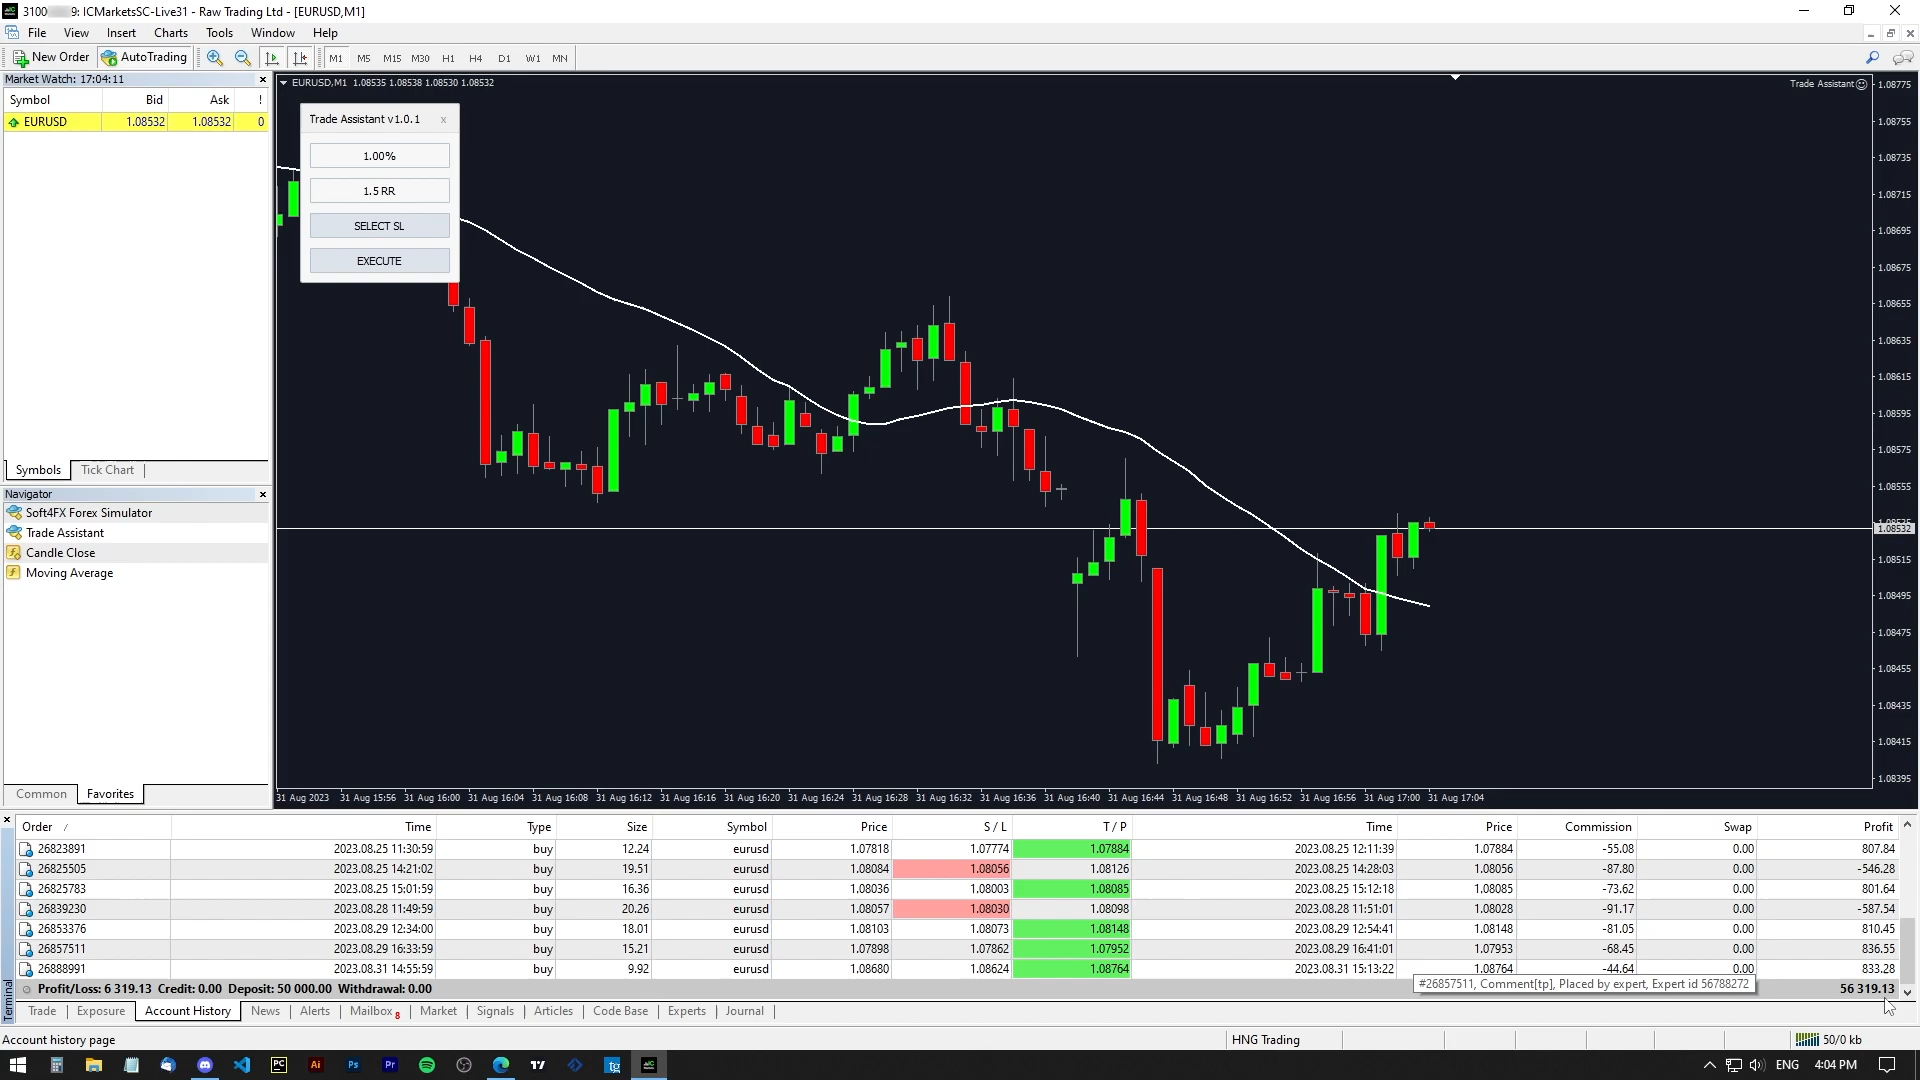 3100 9: ICMarketsSC-Live31 - Raw Trading Ltd - [EURUSD,M1]
File View Insert Charts Tools Window Help
New Order AutoTrading M1 M5 M15 M30 H1 H4 D1 W1 MN
Market Watch: 17:04:11
Symbol Bid Ask !
EURUSD 1.08532 1.08532 0
Symbols Tick Chart
Navigator
Soft4FX Forex Simulator
Trade Assistant
Candle Close
Moving Average
Common Favorites
EURUSD,M1 1.08535 1.08538 1.08530 1.08532
Trade Assistant
Trade Assistant v1.0.1 x
1.00%
1.5 RR
SELECT SL
EXECUTE
1.08775
1.08755
1.08735
1.08715
1.08695
1.08675
1.08655
1.08635
1.08615
1.08595
1.08575
1.08555
1.08535
1.08532
1.08515
1.08495
1.08475
1.08455
1.08435
1.08415
1.08395
31 Aug 2023 31 Aug 15:56 31 Aug 16:00 31 Aug 16:04 31 Aug 16:08 31 Aug 16:12 31 Aug 16:16 31 Aug 16:20 31 Aug 16:24 31 Aug 16:28 31 Aug 16:32 31 Aug 16:36 31 Aug 16:40 31 Aug 16:44 31 Aug 16:48 31 Aug 16:52 31 Aug 16:56 31 Aug 17:00 31 Aug 17:04
Order / Time Type Size Symbol Price S / L T / P Time Price Commission Swap Profit
26823891 2023.08.25 11:30:59 buy 12.24 eurusd 1.07818 1.07774 1.07884 2023.08.25 12:11:39 1.07884 -55.08 0.00 807.84
26825505 2023.08.25 14:21:02 buy 19.51 eurusd 1.08084 1.08056 1.08126 2023.08.25 14:28:03 1.08056 -87.80 0.00 -546.28
26825783 2023.08.25 15:01:59 buy 16.36 eurusd 1.08036 1.08003 1.08085 2023.08.25 15:12:18 1.08085 -73.62 0.00 801.64
26839230 2023.08.28 11:49:59 buy 20.26 eurusd 1.08057 1.08030 1.08098 2023.08.28 11:51:01 1.08028 -91.17 0.00 -587.54
26853376 2023.08.29 12:34:00 buy 18.01 eurusd 1.08103 1.08073 1.08148 2023.08.29 12:54:41 1.08148 -81.05 0.00 810.45
26857511 2023.08.29 16:33:59 buy 15.21 eurusd 1.07898 1.07862 1.07952 2023.08.29 16:41:01 1.07953 -68.45 0.00 836.55
26888991 2023.08.31 14:55:59 buy 9.92 eurusd 1.08680 1.08624 1.08764 2023.08.31 15:13:22 1.08764 -44.64 0.00 833.28
Profit/Loss: 6 319.13 Credit: 0.00 Deposit: 50 000.00 Withdrawal: 0.00 56 319.13
#26857511, Comment[tp], Placed by expert, Expert id 56788272
Terminal
Trade Exposure Account History News Alerts Mailbox 8 Market Signals Articles Code Base Experts Journal
Account history page HNG Trading 50/0 kb
PC Ai Ps Pr tg ENG 4:04 PM